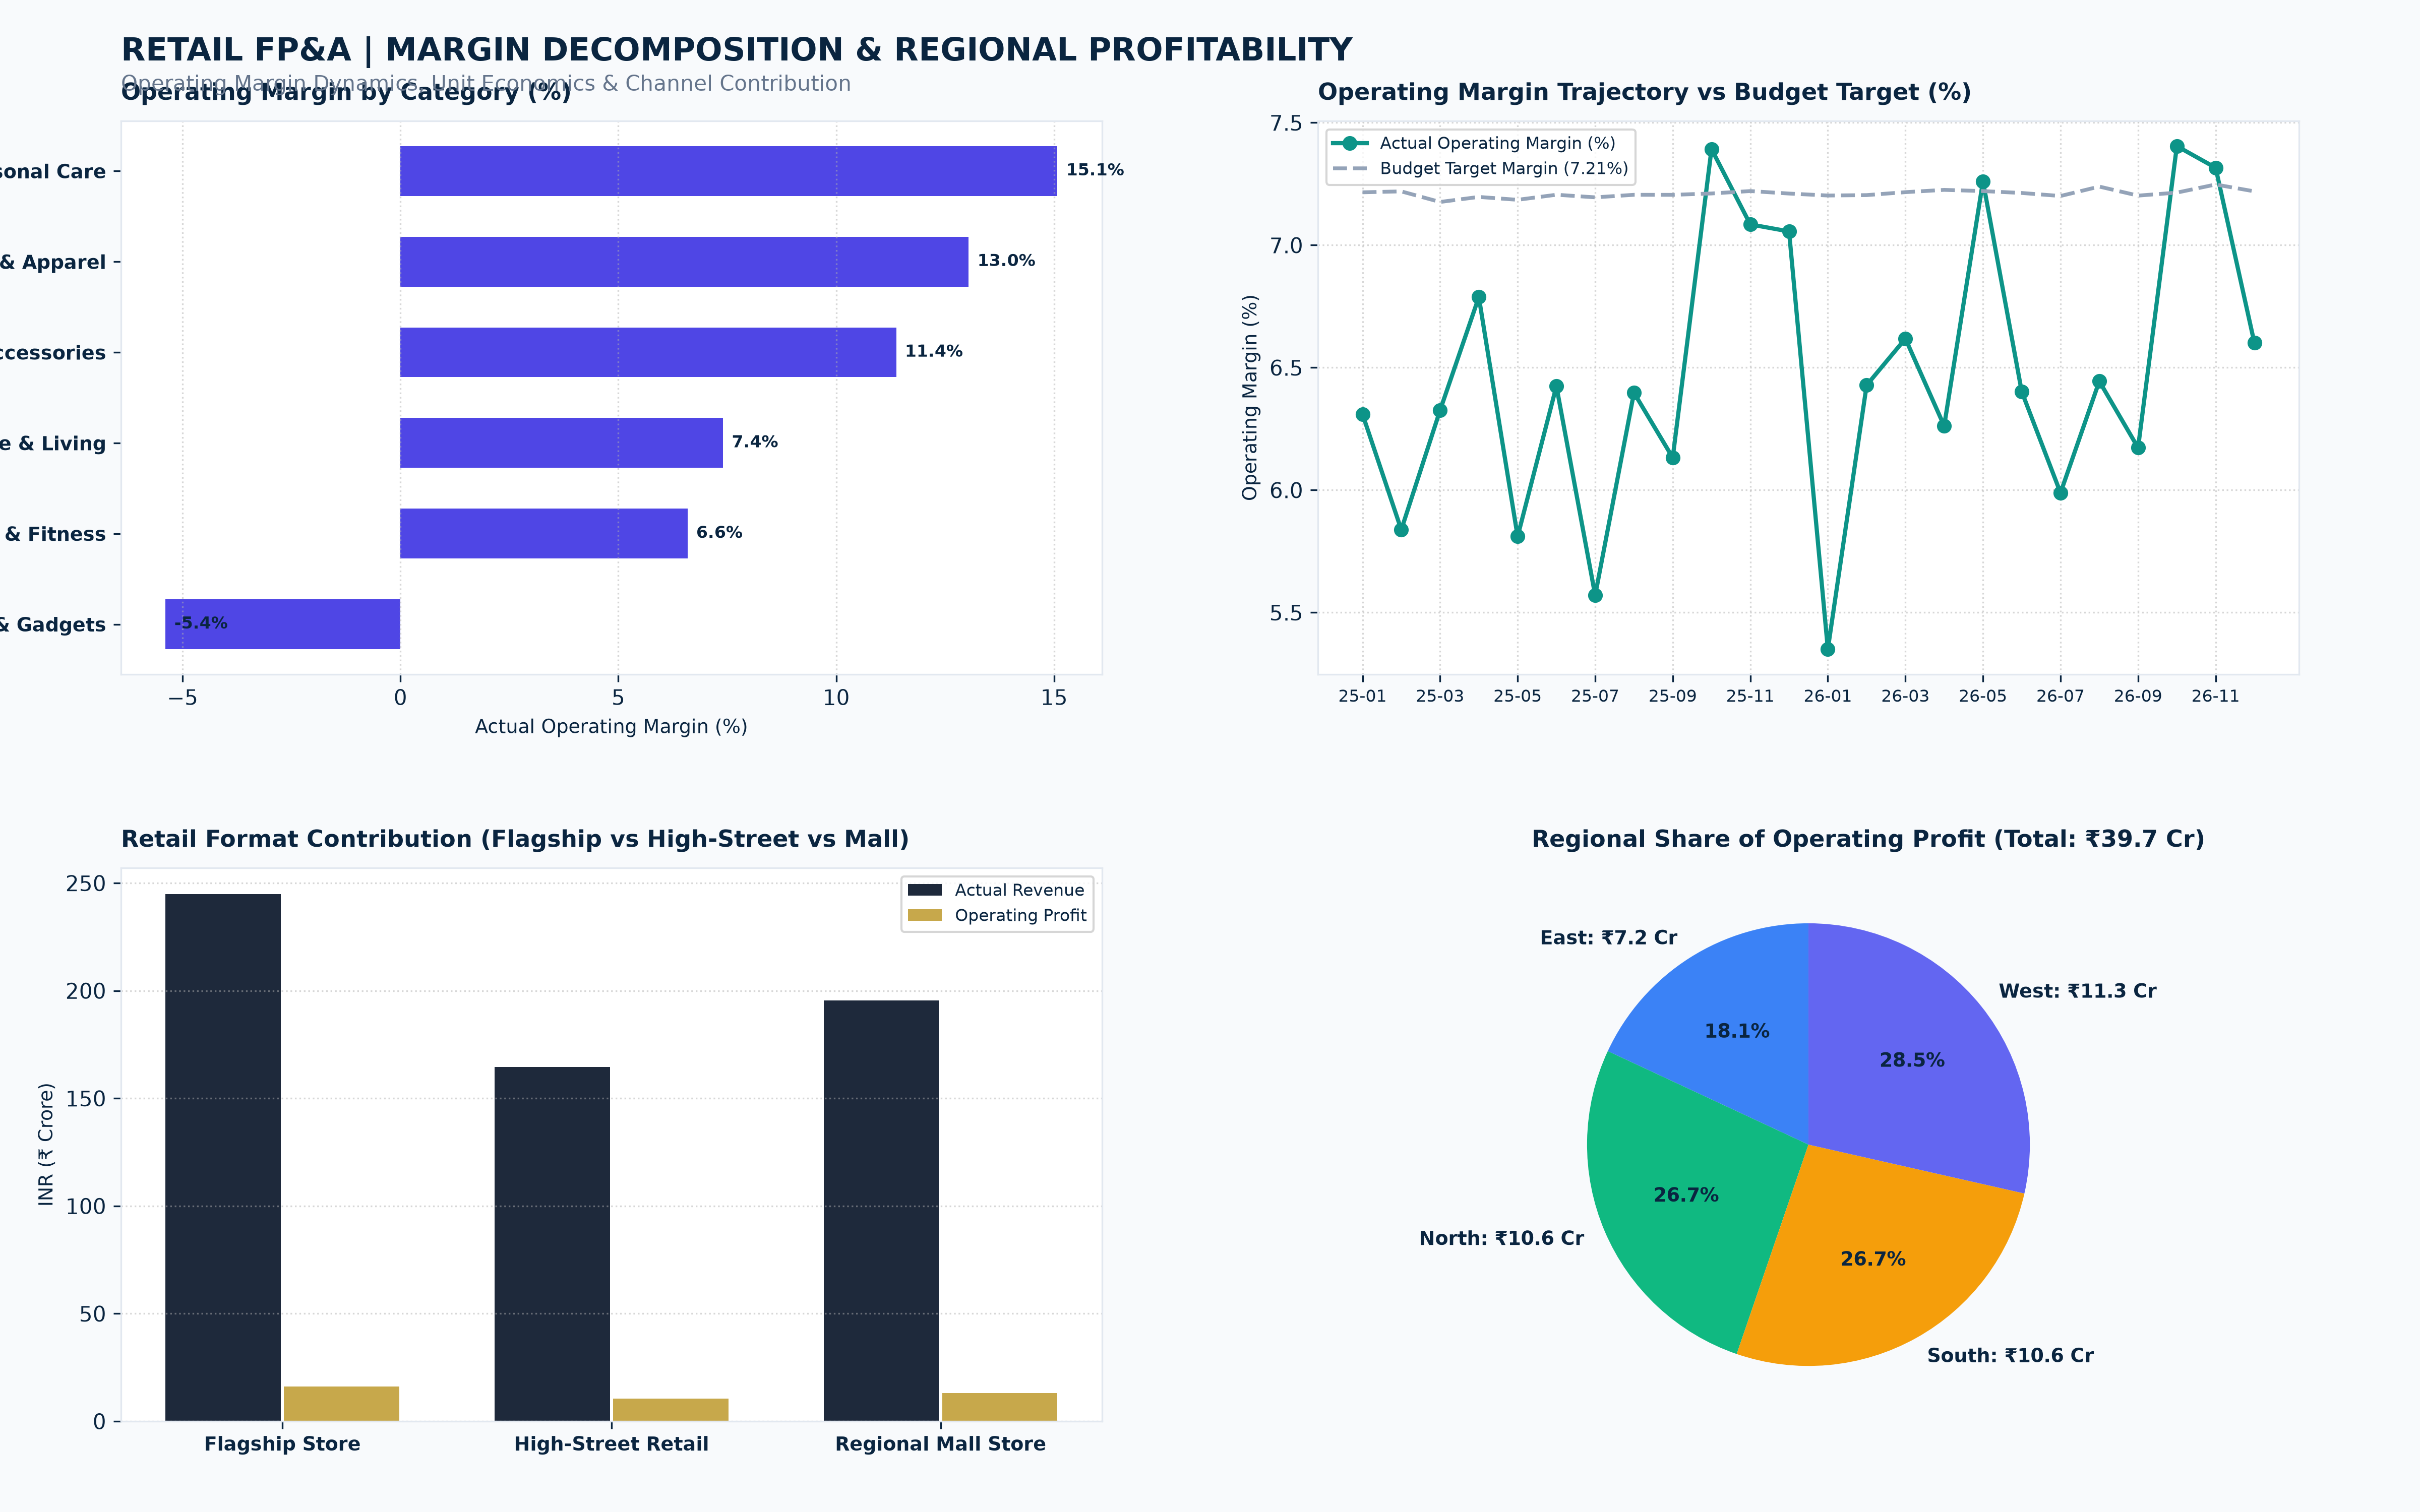 RETAIL FP&A | MARGIN DECOMPOSITION & REGIONAL PROFITABILITY
Operating Margin Dynamics, Unit Economics & Channel Contribution
Operating Margin by Category (%)
sonal Care
15.1%
& Apparel
13.0%
ccessories
11.4%
e & Living
7.4%
& Fitness
6.6%
& Gadgets
-5.4%
−5 0 5 10 15
Actual Operating Margin (%)
Operating Margin Trajectory vs Budget Target (%)
Actual Operating Margin (%)
Budget Target Margin (7.21%)
Operating Margin (%)
7.5
7.0
6.5
6.0
5.5
25-01 25-03 25-05 25-07 25-09 25-11 26-01 26-03 26-05 26-07 26-09 26-11
Retail Format Contribution (Flagship vs High-Street vs Mall)
Actual Revenue
Operating Profit
INR (₹ Crore)
250
200
150
100
50
0
Flagship Store High-Street Retail Regional Mall Store
Regional Share of Operating Profit (Total: ₹39.7 Cr)
East: ₹7.2 Cr
18.1%
West: ₹11.3 Cr
28.5%
North: ₹10.6 Cr
26.7%
South: ₹10.6 Cr
26.7%